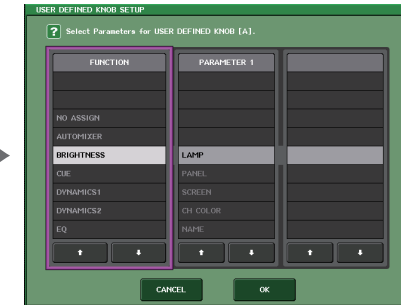 USER DEFINED KNOB SETUP
? Select Parameters for USER DEFINED KNOB [A].
FUNCTION
PARAMETER 1
NO ASSIGN
AUTOMIXER
BRIGHTNESS
LAMP
CUE
PANEL
DYNAMICS1
SCREEN
DYNAMICS2
CH COLOR
EQ
NAME
CANCEL
OK